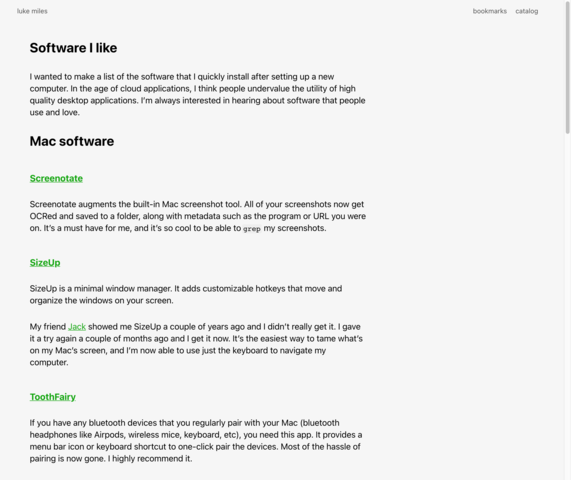 luke miles
bookmarks catalog
Software I like
I wanted to make a list of the software that I quickly install after setting up a new
computer. In the age of cloud applications, I think people undervalue the utility of high
quality desktop applications. I'm always interested in hearing about software that people
use and love.
Mac software
Screenotate
Screenotate augments the built-in Mac screenshot tool. All of your screenshots now get
OCRed and saved to a folder, along with metadata such as the program or URL you were
on. It's a must have for me, and it's so cool to be able to grep my screenshots.
SizeUp
SizeUp is a minimal window manager. It adds customizable hotkeys that move and
organize the windows on your screen.
My friend Jack showed me SizeUp a couple of years ago and I didn't really get it. I gave
it a try again a couple of months ago and I get it now. It's the easiest way to tame what's
on my Mac's screen, and I'm now able to use just the keyboard to navigate my
computer.
ToothFairy
If you have any bluetooth devices that you regularly pair with your Mac (bluetooth
headphones like Airpods, wireless mice, keyboard, etc), you need this app. It provides a
menu bar icon or keyboard shortcut to one-click pair the devices. Most of the hassle of
pairing is now gone. I highly recommend it.